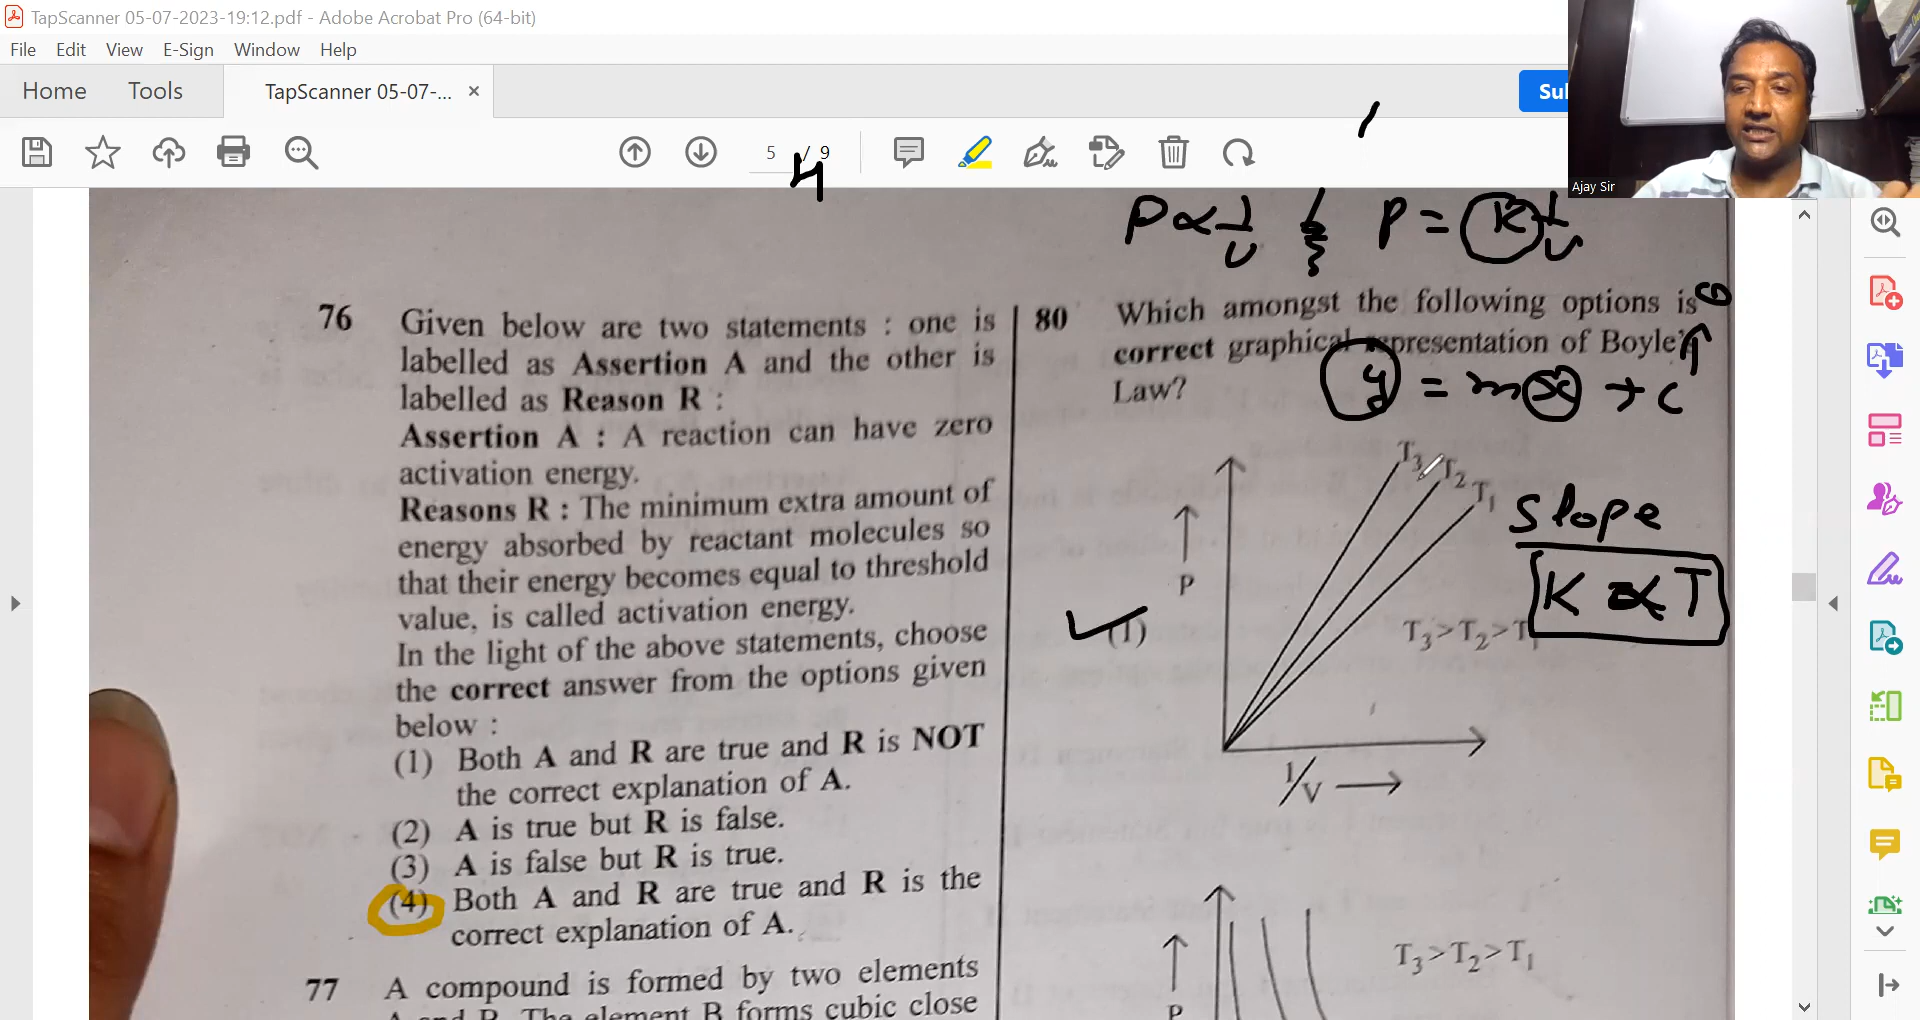 TapScanner 05-07-2023-19:12.pdf - Adobe Acrobat Pro (64-bit)
File Edit View E-Sign Window Help
Home Tools TapScanner 05-07-... ×
Su
5 / 9
4
Ajay Sir
P ∝ 1/V P = K 1/V
76 Given below are two statements : one is
labelled as Assertion A and the other is
labelled as Reason R :
Assertion A : A reaction can have zero
activation energy.
Reasons R : The minimum extra amount of
energy absorbed by reactant molecules so
that their energy becomes equal to threshold
value, is called activation energy.
In the light of the above statements, choose
the correct answer from the options given
below :
(1) Both A and R are true and R is NOT
the correct explanation of A.
(2) A is true but R is false.
(3) A is false but R is true.
(4) Both A and R are true and R is the
correct explanation of A.
77 A compound is formed by two elements
A and B. The element B forms cubic close
80 Which amongst the following options is
correct graphical representation of Boyle's
Law?
y = mx + c
T3 T2 T1
Slope
K ∝ T
P
(1)
T3>T2>T1
1/V
T3>T2>T1
P